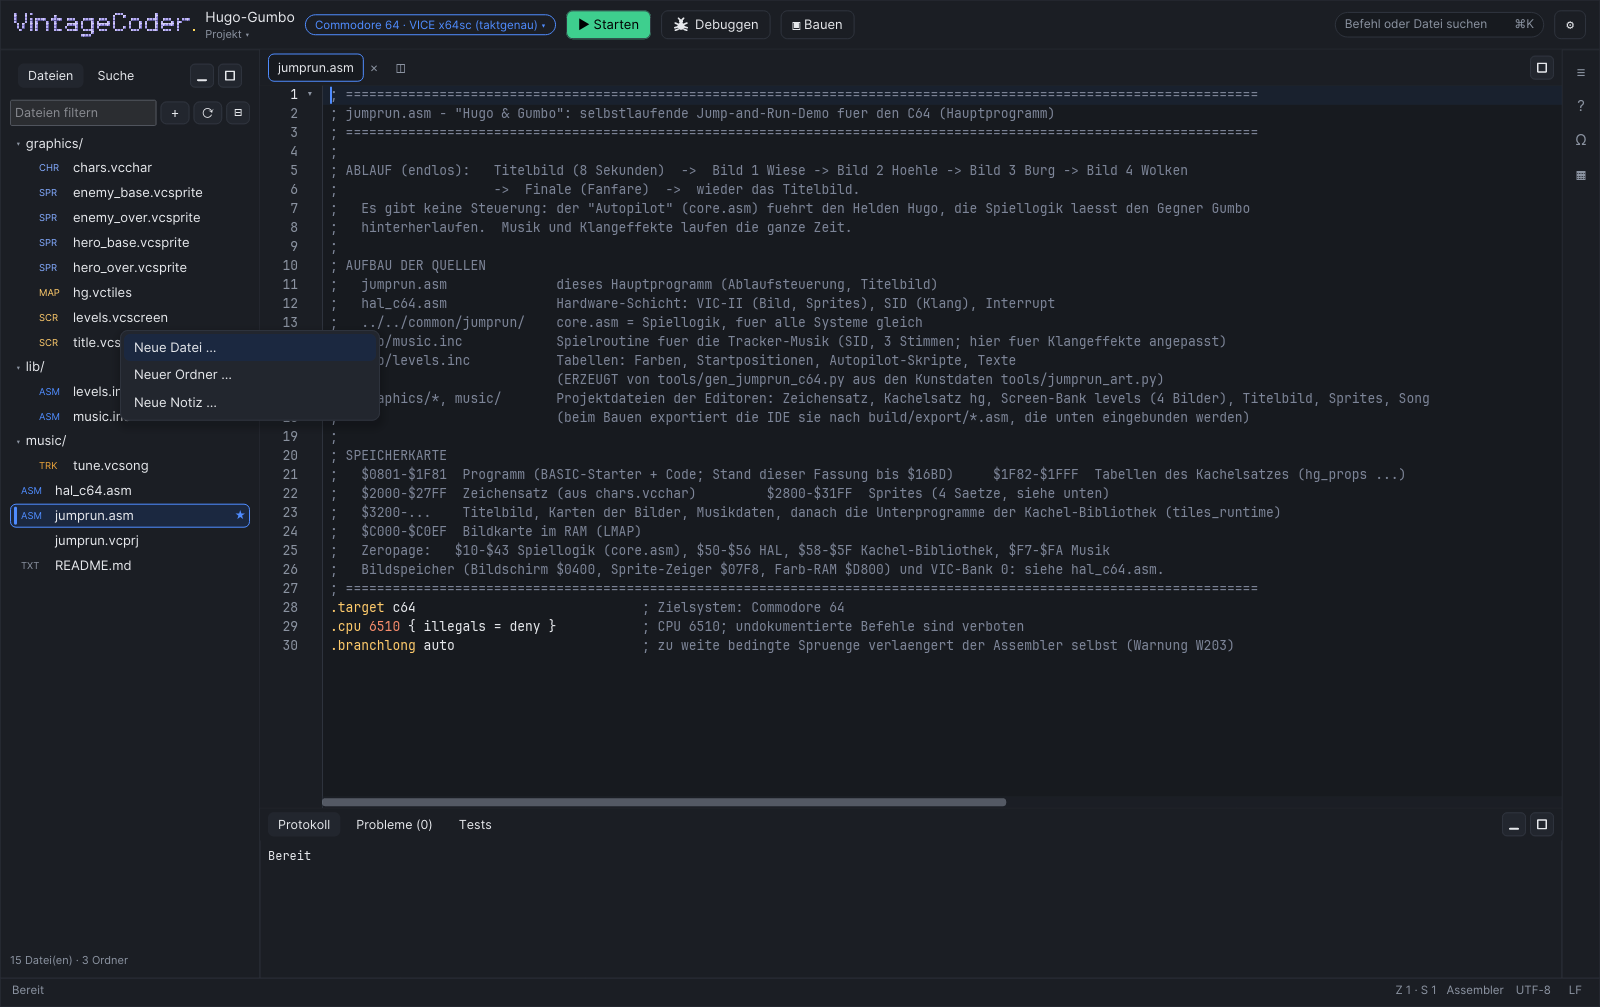 VintageCoder.
Hugo-Gumbo
Projekt
Commodore 64 · VICE x64sc (taktgenau)
Starten
Debuggen
Bauen
Befehl oder Datei suchen ⌘K
Dateien Suche
Dateien filtern
graphics/
CHR chars.vcchar
SPR enemy_base.vcsprite
SPR enemy_over.vcsprite
SPR hero_base.vcsprite
SPR hero_over.vcsprite
MAP hg.vctiles
SCR levels.vcscreen
SCR title.vcs
lib/
ASM levels.in
ASM music.in
music/
TRK tune.vcsong
ASM hal_c64.asm
ASM jumprun.asm ★
jumprun.vcprj
TXT README.md
15 Datei(en) · 3 Ordner
Neue Datei ...
Neuer Ordner ...
Neue Notiz ...
jumprun.asm ×
1 ; =====================================================================================================================
2 ; jumprun.asm - "Hugo & Gumbo": selbstlaufende Jump-and-Run-Demo fuer den C64 (Hauptprogramm)
3 ; =====================================================================================================================
4 ;
5 ; ABLAUF (endlos):   Titelbild (8 Sekunden)  ->  Bild 1 Wiese -> Bild 2 Hoehle -> Bild 3 Burg -> Bild 4 Wolken
6 ;                    ->  Finale (Fanfare)  ->  wieder das Titelbild.
7 ;   Es gibt keine Steuerung: der "Autopilot" (core.asm) fuehrt den Helden Hugo, die Spiellogik laesst den Gegner Gumbo
8 ;   hinterherlaufen.  Musik und Klangeffekte laufen die ganze Zeit.
9 ;
10 ; AUFBAU DER QUELLEN
11 ;   jumprun.asm              dieses Hauptprogramm (Ablaufsteuerung, Titelbild)
12 ;   hal_c64.asm              Hardware-Schicht: VIC-II (Bild, Sprites), SID (Klang), Interrupt
13 ;   ../../common/jumprun/    core.asm = Spiellogik, fuer alle Systeme gleich
b/music.inc            Spielroutine fuer die Tracker-Musik (SID, 3 Stimmen; hier fuer Klangeffekte angepasst)
b/levels.inc           Tabellen: Farben, Startpositionen, Autopilot-Skripte, Texte
(ERZEUGT von tools/gen_jumprun_c64.py aus den Kunstdaten tools/jumprun_art.py)
aphics/*, music/       Projektdateien der Editoren: Zeichensatz, Kachelsatz hg, Screen-Bank levels (4 Bilder), Titelbild, Sprites, Song
(beim Bauen exportiert die IDE sie nach build/export/*.asm, die unten eingebunden werden)
19 ;
20 ; SPEICHERKARTE
21 ;   $0801-$1F81  Programm (BASIC-Starter + Code; Stand dieser Fassung bis $16BD)     $1F82-$1FFF  Tabellen des Kachelsatzes (hg_props ...)
22 ;   $2000-$27FF  Zeichensatz (aus chars.vcchar)         $2800-$31FF  Sprites (4 Saetze, siehe unten)
23 ;   $3200-...    Titelbild, Karten der Bilder, Musikdaten, danach die Unterprogramme der Kachel-Bibliothek (tiles_runtime)
24 ;   $C000-$C0EF  Bildkarte im RAM (LMAP)
25 ;   Zeropage:   $10-$43 Spiellogik (core.asm), $50-$56 HAL, $58-$5F Kachel-Bibliothek, $F7-$FA Musik
26 ;   Bildspeicher (Bildschirm $0400, Sprite-Zeiger $07F8, Farb-RAM $D800) und VIC-Bank 0: siehe hal_c64.asm.
27 ; =====================================================================================================================
28 .target c64                             ; Zielsystem: Commodore 64
29 .cpu 6510 { illegals = deny }           ; CPU 6510; undokumentierte Befehle sind verboten
30 .branchlong auto                        ; zu weite bedingte Spruenge verlaengert der Assembler selbst (Warnung W203)
Protokoll Probleme (0) Tests
Bereit
Bereit
Z 1 · S 1 Assembler UTF-8 LF